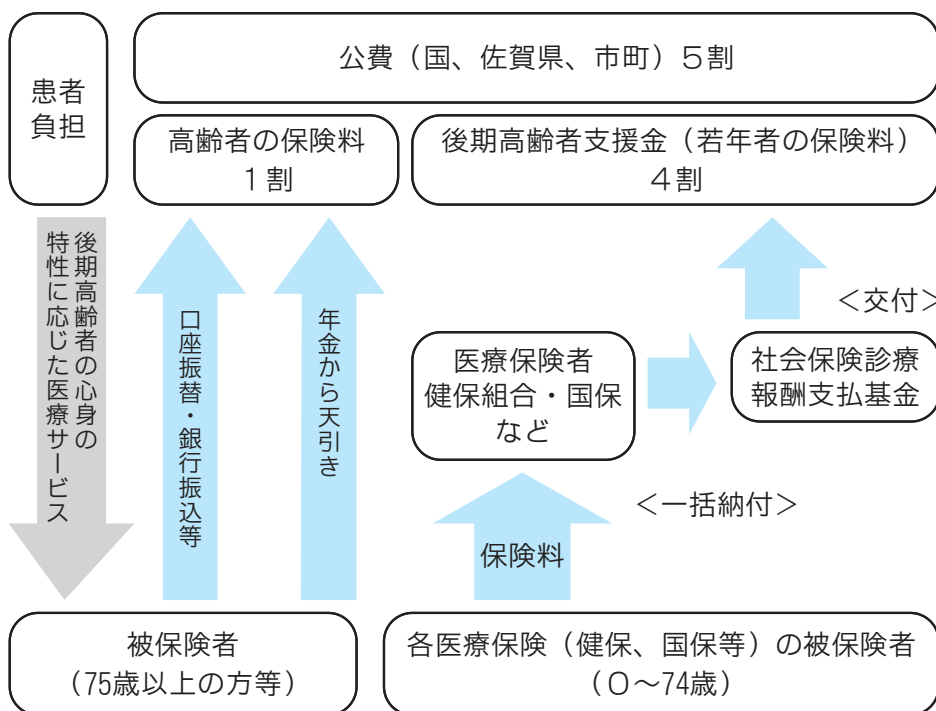 患者
負担
公費（国、佐賀県、市町）５割
高齢者の保険料
１割
後期高齢者支援金（若年者の保険料）
４割
後期高齢者の心身の
特性に応じた医療サービス
口座振替・銀行振込等
年金から天引き
＜交付＞
医療保険者
健保組合・国保
など
社会保険診療
報酬支払基金
＜一括納付＞
保険料
被保険者
（75歳以上の方等）
各医療保険（健保、国保等）の被保険者
（０～74歳）